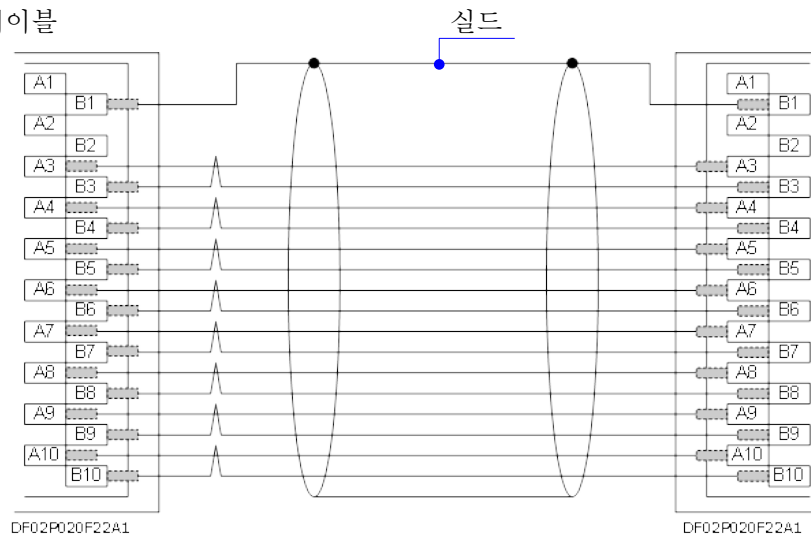 이블 실드
A1 A1
B1 B1
A2 A2
B2 B2
A3 A3
B3 B3
A4 A4
B4 B4
A5 A5
B5 B5
A6 A6
B6 B6
A7 A7
B7 B7
A8 A8
B8 B8
A9 A9
B9 B9
A10 A10
B10 B10
DF02P020F22A1 DF02P020F22A1